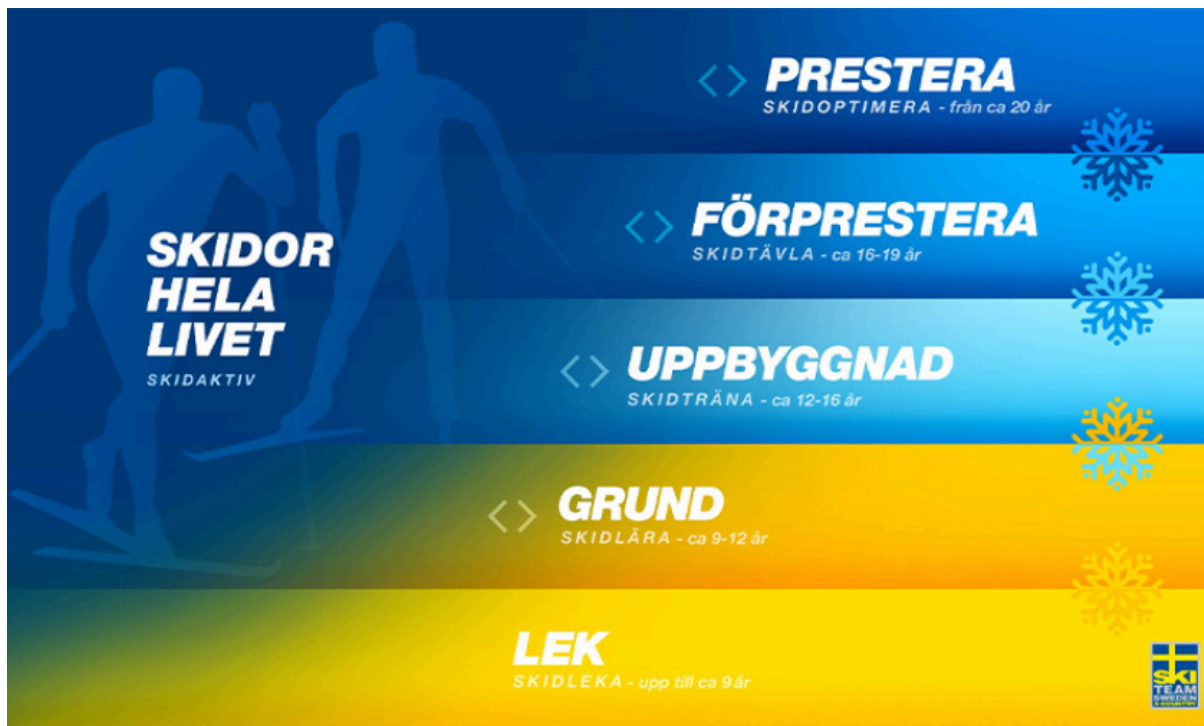 PRESTERA
SKIDOPTIMERA - från ca 20 år
FÖRPRESTERA
SKIDTÄVLA - ca 16-19 år
SKIDOR
HELA
LIVET
SKIDAKTIV
UPPBYGGNAD
SKIDTRÄNA - ca 12-16 år
GRUND
SKIDLÄRA - ca 9-12 år
LEK
SKIDLEKA - upp till ca 9 år
SKI
TEAM
SWEDEN
X-COUNTRY